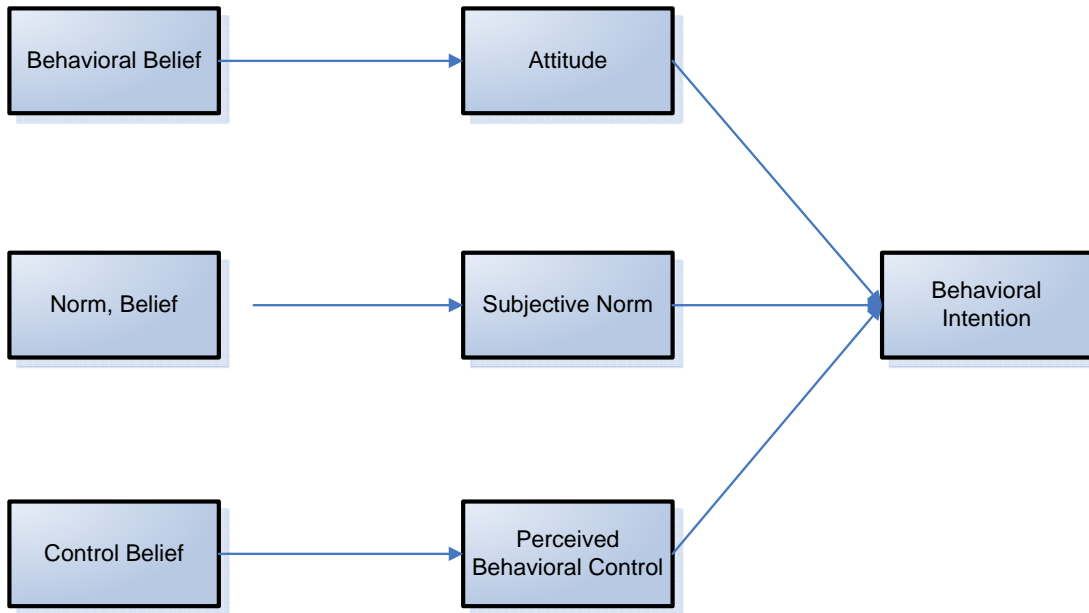 Behavioral Belief
Attitude
Norm, Belief
Subjective Norm
Behavioral
Intention
Control Belief
Perceived
Behavioral Control